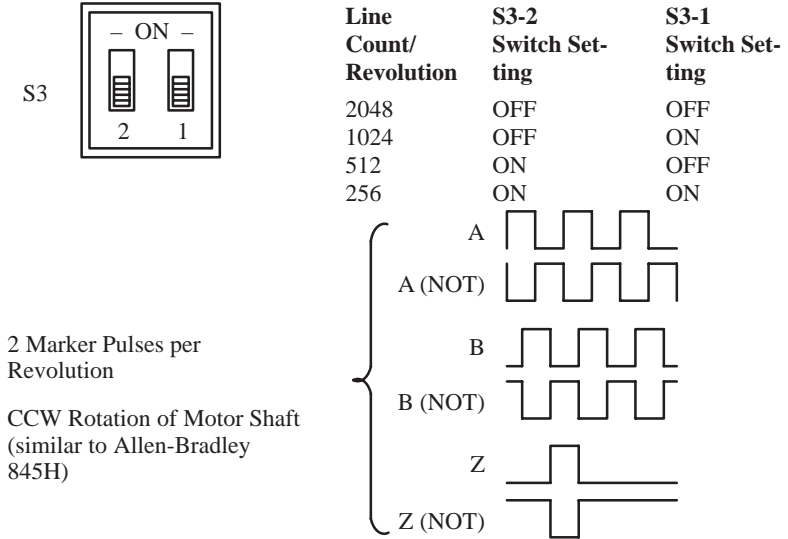 – ON –
S3
2 1
Line Count/ Revolution
S3-2 Switch Set-ting
S3-1 Switch Set-ting
2048 OFF OFF
1024 OFF ON
512 ON OFF
256 ON ON
A
A (NOT)
B
B (NOT)
Z
Z (NOT)
2 Marker Pulses per
Revolution
CCW Rotation of Motor Shaft
(similar to Allen-Bradley
845H)